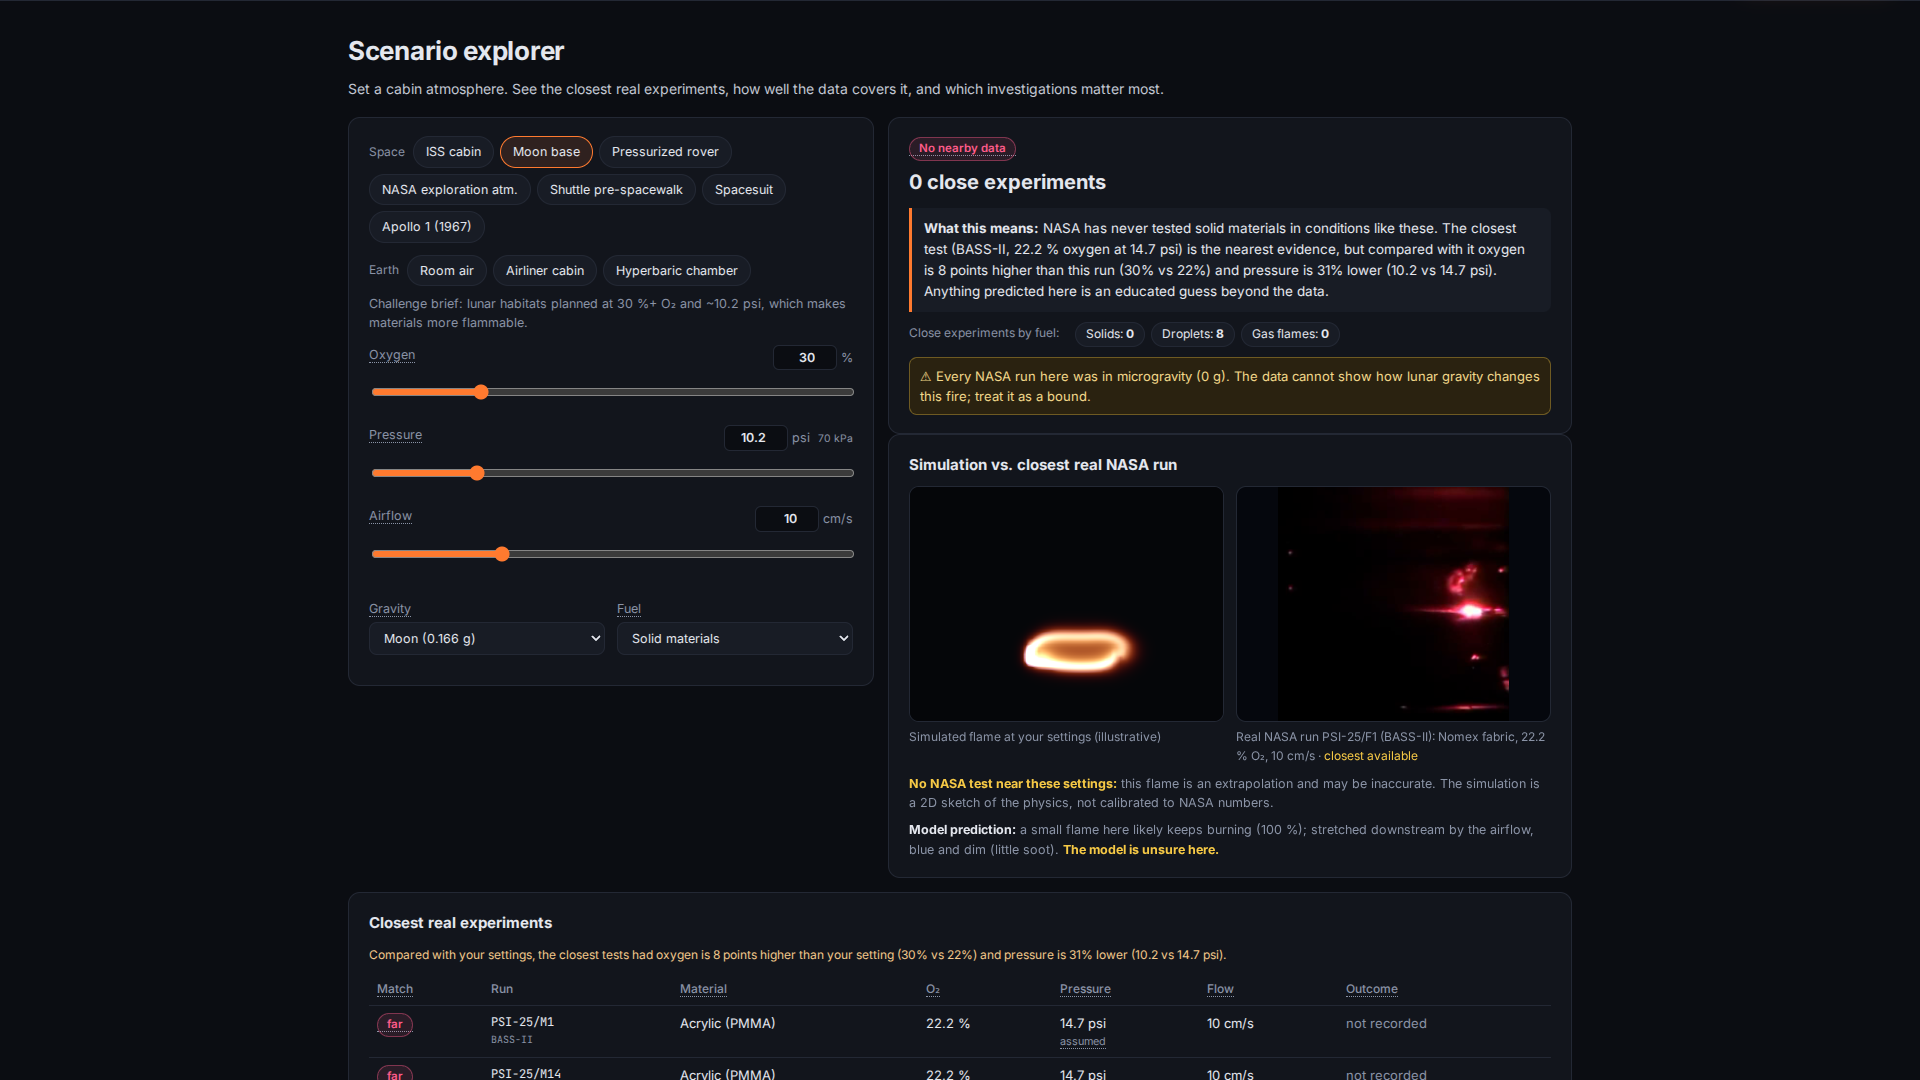 Scenario explorer
Set a cabin atmosphere. See the closest real experiments, how well the data covers it, and which investigations matter most.
Space ISS cabin Moon base Pressurized rover
NASA exploration atm. Shuttle pre-spacewalk Spacesuit
Apollo 1 (1967)
Earth Room air Airliner cabin Hyperbaric chamber
Challenge brief: lunar habitats planned at 30 %+ O₂ and ~10.2 psi, which makes
materials more flammable.
Oxygen 30 %
Pressure 10.2 psi 70 kPa
Airflow 10 cm/s
Gravity Fuel
Moon (0.166 g) Solid materials
No nearby data
0 close experiments
What this means: NASA has never tested solid materials in conditions like these. The closest
test (BASS-II, 22.2 % oxygen at 14.7 psi) is the nearest evidence, but compared with it oxygen
is 8 points higher than this run (30% vs 22%) and pressure is 31% lower (10.2 vs 14.7 psi).
Anything predicted here is an educated guess beyond the data.
Close experiments by fuel: Solids: 0 Droplets: 8 Gas flames: 0
⚠ Every NASA run here was in microgravity (0 g). The data cannot show how lunar gravity changes
this fire; treat it as a bound.
Simulation vs. closest real NASA run
Simulated flame at your settings (illustrative)
Real NASA run PSI-25/F1 (BASS-II): Nomex fabric, 22.2
% O₂, 10 cm/s · closest available
No NASA test near these settings: this flame is an extrapolation and may be inaccurate. The simulation is
a 2D sketch of the physics, not calibrated to NASA numbers.
Model prediction: a small flame here likely keeps burning (100 %); stretched downstream by the airflow,
blue and dim (little soot). The model is unsure here.
Closest real experiments
Compared with your settings, the closest tests had oxygen is 8 points higher than your setting (30% vs 22%) and pressure is 31% lower (10.2 vs 14.7 psi).
Match Run Material O₂ Pressure Flow Outcome
far PSI-25/M1 Acrylic (PMMA) 22.2 % 14.7 psi 10 cm/s not recorded
BASS-II assumed
far PSI-25/M14 Acrylic (PMMA) 22.2 % 14.7 psi 10 cm/s not recorded